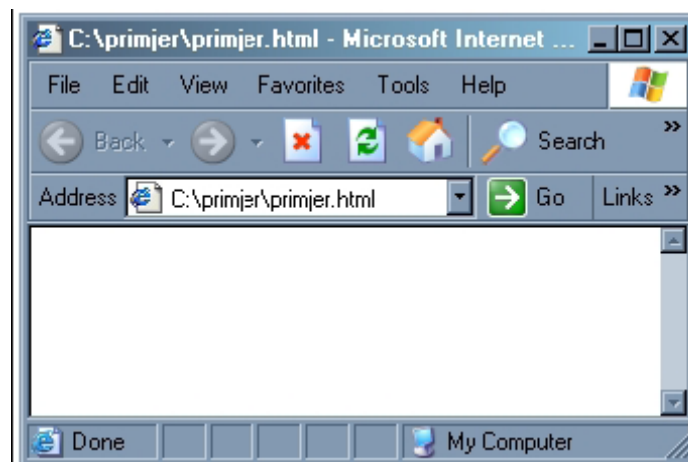 C:\primjer\primjer.html - Microsoft Internet ...
File Edit View Favorites Tools Help
Back Search »
Address C:\primjer\primjer.html Go Links »
Done My Computer